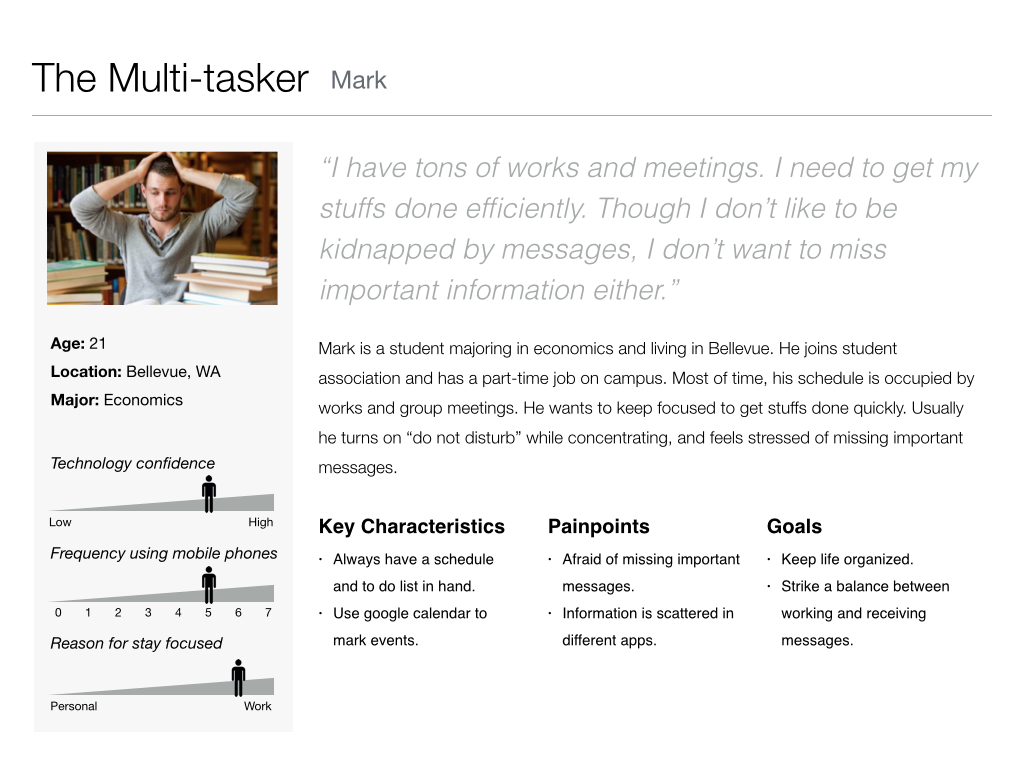 The Multi-tasker Mark
“I have tons of works and meetings. I need to get my
stuffs done efficiently. Though I don’t like to be
kidnapped by messages, I don’t want to miss
important information either.”
Age: 21
Location: Bellevue, WA
Major: Economics
Technology confidence
Low High
Frequency using mobile phones
0 1 2 3 4 5 6 7
Reason for stay focused
Personal Work
Mark is a student majoring in economics and living in Bellevue. He joins student
association and has a part-time job on campus. Most of time, his schedule is occupied by
works and group meetings. He wants to keep focused to get stuffs done quickly. Usually
he turns on “do not disturb” while concentrating, and feels stressed of missing important
messages.
Key Characteristics
· Always have a schedule
and to do list in hand.
· Use google calendar to
mark events.
Painpoints
· Afraid of missing important
messages.
· Information is scattered in
different apps.
Goals
· Keep life organized.
· Strike a balance between
working and receiving
messages.